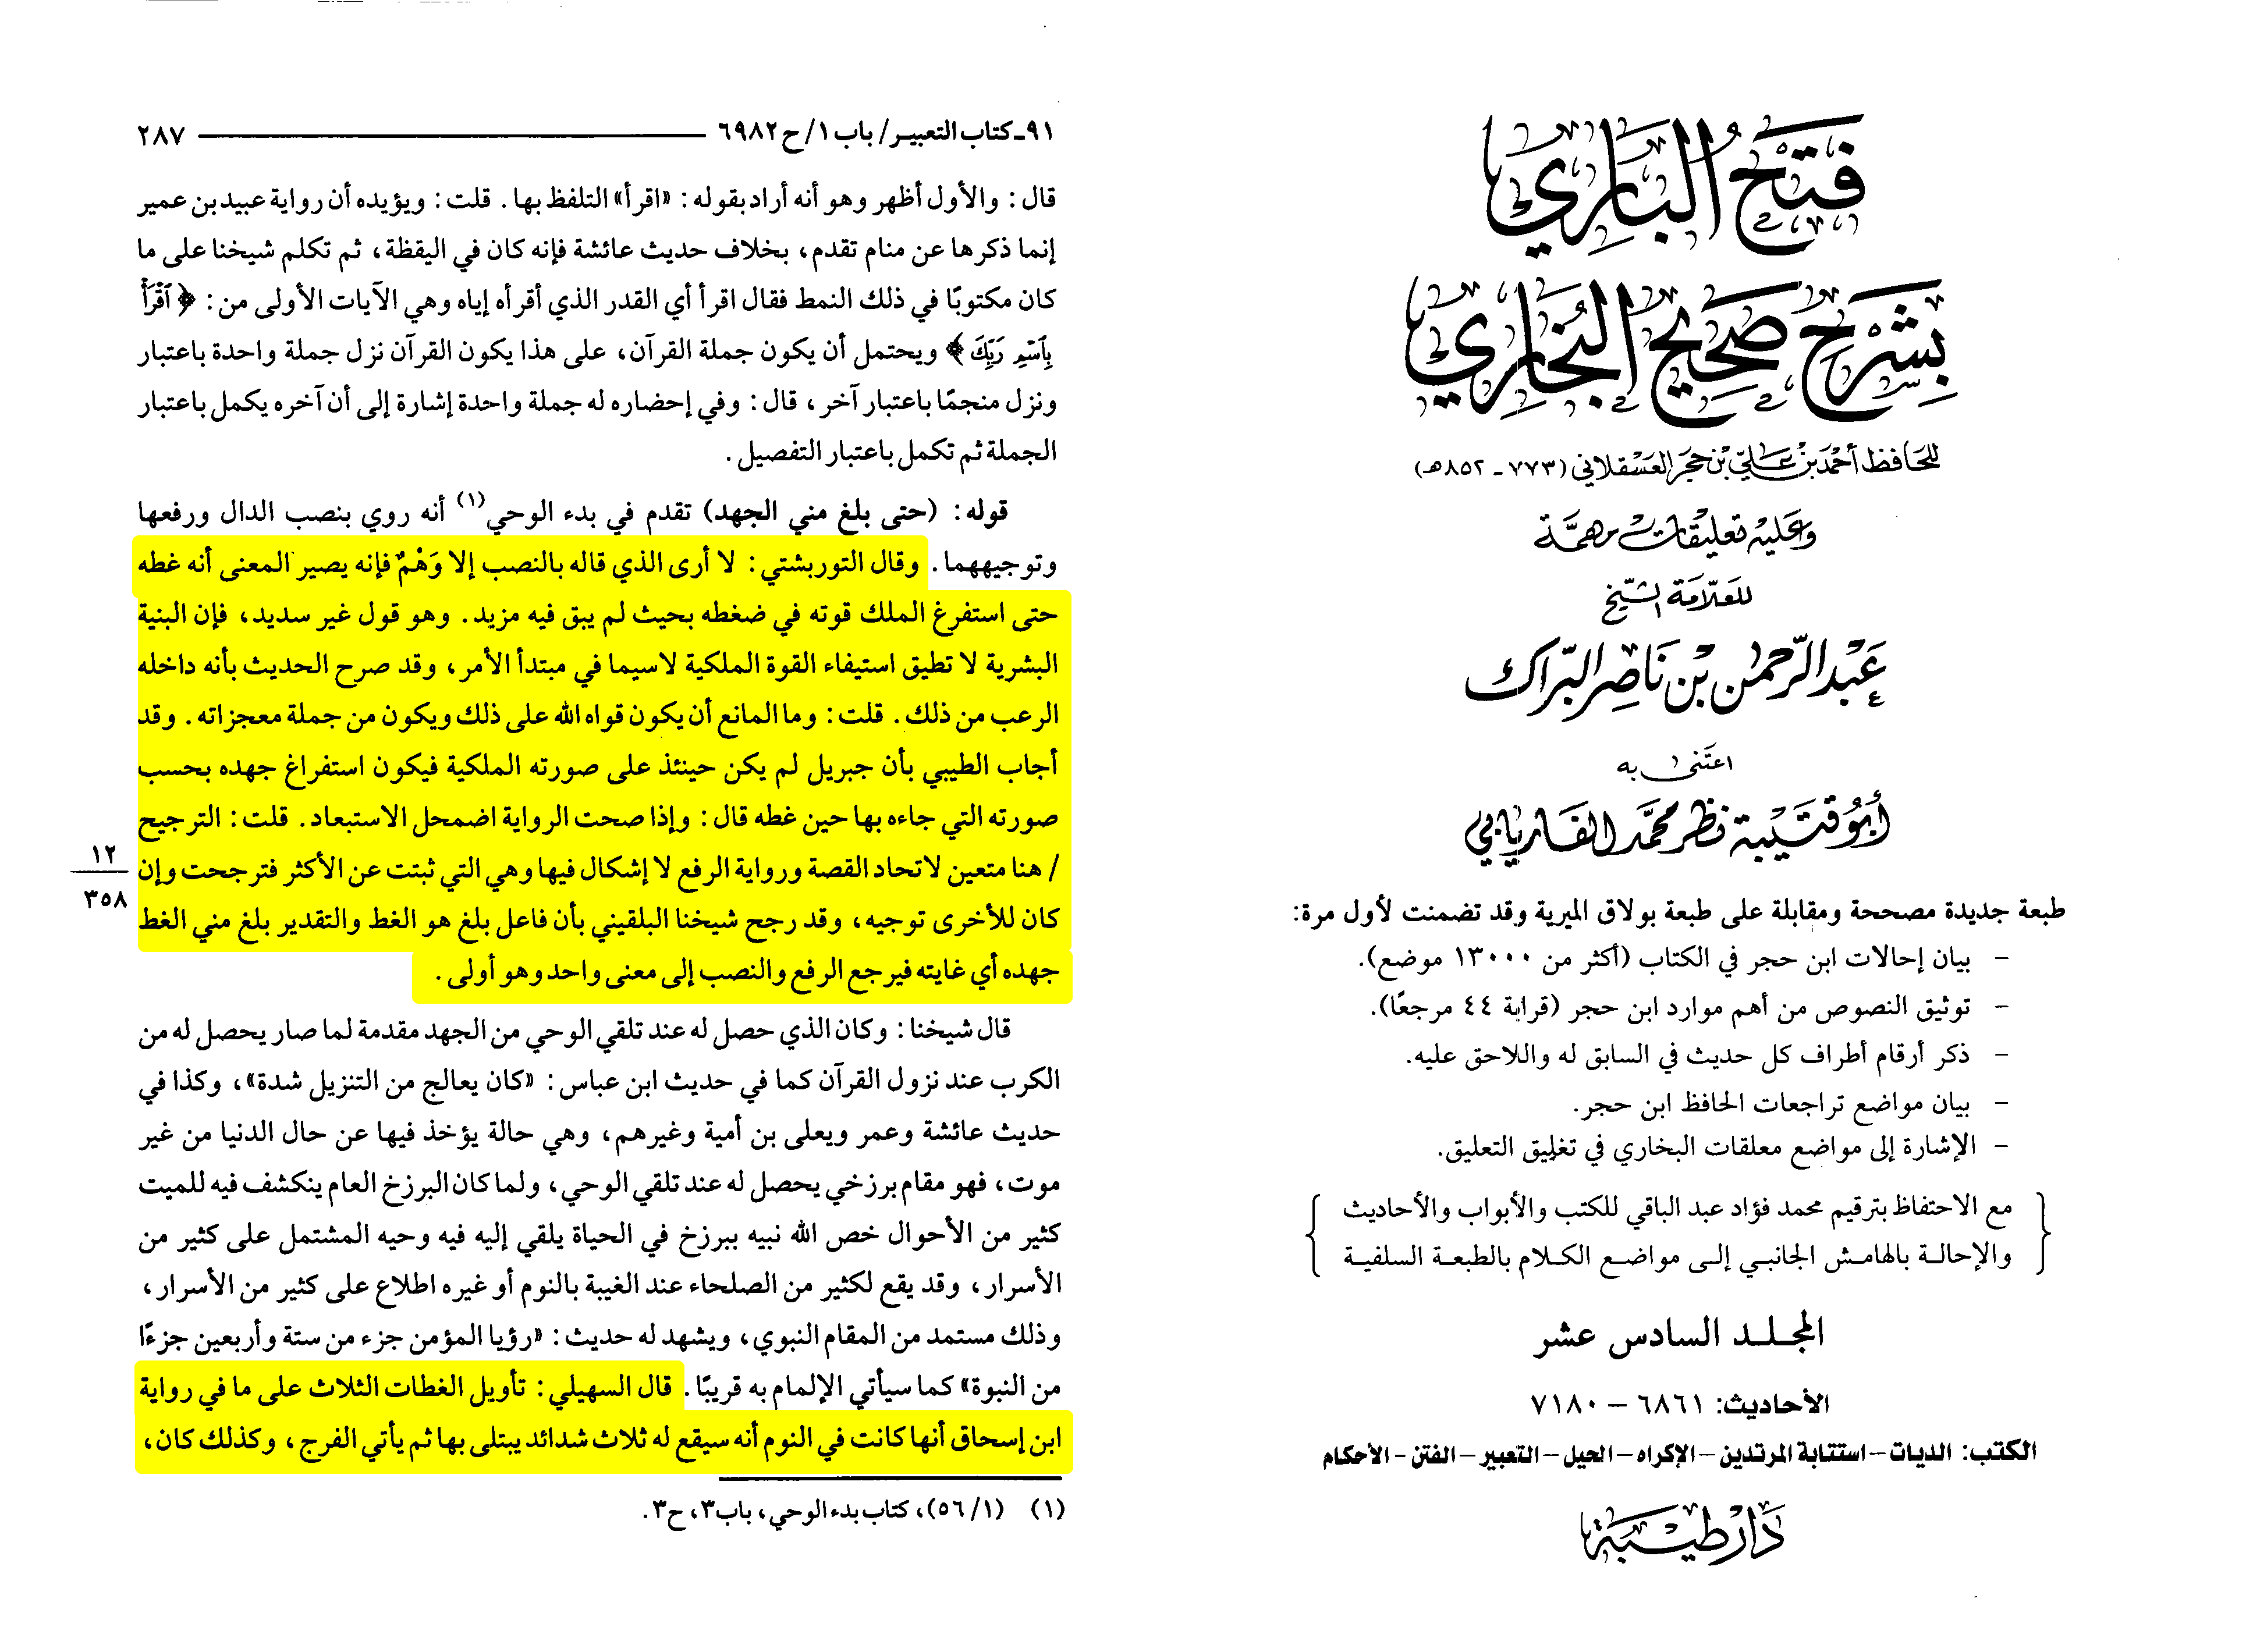 فتح الباري
بشرح صحيح البخاري
للحافظ أحمد بن علي بن حجر العسقلاني (٧٧٣ - ٨٥٢هـ)
وعليه تعليقات مهمة
للعلامة الشيخ
عبد الرحمن بن ناصر البراك
اعتنى به
أبو قتيبة نظر محمد الفاريابي
طبعة جديدة مصححة ومقابلة على طبعة بولاق الميرية وقد تضمنت لأول مرة:
– بيان إحالات ابن حجر في الكتاب (أكثر من ١٣٠٠٠ موضع).
– توثيق النصوص من أهم موارد ابن حجر (قرابة ٤٤ مرجعًا).
– ذكر أرقام أطراف كل حديث في السابق له واللاحق عليه.
– بيان مواضع تراجعات الحافظ ابن حجر.
– الإشارة إلى مواضع معلقات البخاري في تغليق التعليق.
{ مع الاحتفاظ بترقيم محمد فؤاد عبد الباقي للكتب والأبواب والأحاديث
والإحالة بالهامش الجانبي إلى مواضع الكلام بالطبعة السلفية }
المجلد السادس عشر
الأحاديث: ٦٨٦١ – ٧١٨٠
الكتب: الديات – استتابة المرتدين – الإكراه – الحيل – التعبير – الفتن – الأحكام
دار طيبة
٩١ـ كتاب التعبير/ باب ١/ ح ٦٩٨٢ ٢٨٧
قال: والأول أظهر وهو أنه أراد بقوله: «اقرأ» التلفظ بها. قلت: ويؤيده أن رواية عبيد بن عمير
إنما ذكرها عن منام تقدم، بخلاف حديث عائشة فإنه كان في اليقظة، ثم تكلم شيخنا على ما
كان مكتوبًا في ذلك النمط فقال اقرأ أي القدر الذي أقرأه إياه وهي الآيات الأولى من: ﴿ ٱقْرَأْ
بِٱسْمِ رَبِّكَ ﴾ ويحتمل أن يكون جملة القرآن، على هذا يكون القرآن نزل جملة واحدة باعتبار
ونزل منجمًا باعتبار آخر، قال: وفي إحضاره له جملة واحدة إشارة إلى أن آخره يكمل باعتبار
الجملة ثم تكمل باعتبار التفصيل.
قوله: (حتى بلغ مني الجهد) تقدم في بدء الوحي(١) أنه روي بنصب الدال ورفعها
وتوجيههما. وقال التوربشتي: لا أرى الذي قاله بالنصب إلا وَهْمٌ فإنه يصير المعنى أنه غطه
حتى استفرغ الملك قوته في ضغطه بحيث لم يبق فيه مزيد. وهو قول غير سديد، فإن البنية
البشرية لا تطيق استيفاء القوة الملكية لاسيما في مبتدأ الأمر، وقد صرح الحديث بأنه داخله
الرعب من ذلك. قلت: وما المانع أن يكون قواه الله على ذلك ويكون من جملة معجزاته. وقد
أجاب الطيبي بأن جبريل لم يكن حينئذ على صورته الملكية فيكون استفراغ جهده بحسب
صورته التي جاءه بها حين غطه قال: وإذا صحت الرواية اضمحل الاستبعاد. قلت: الترجيح
١٢
/ هنا متعين لاتحاد القصة ورواية الرفع لا إشكال فيها وهي التي ثبتت عن الأكثر فترجحت وإن
٣٥٨
كان للأخرى توجيه، وقد رجح شيخنا البلقيني بأن فاعل بلغ هو الغط والتقدير بلغ مني الغط
جهده أي غايته فيرجع الرفع والنصب إلى معنى واحد وهو أولى.
قال شيخنا: وكان الذي حصل له عند تلقي الوحي من الجهد مقدمة لما صار يحصل له من
الكرب عند نزول القرآن كما في حديث ابن عباس: «كان يعالج من التنزيل شدة»، وكذا في
حديث عائشة وعمر ويعلى بن أمية وغيرهم، وهي حالة يؤخذ فيها عن حال الدنيا من غير
موت، فهو مقام برزخي يحصل له عند تلقي الوحي، ولما كان البرزخ العام ينكشف فيه للميت
كثير من الأحوال خص الله نبيه ببرزخ في الحياة يلقي إليه فيه وحيه المشتمل على كثير من
الأسرار، وقد يقع لكثير من الصلحاء عند الغيبة بالنوم أو غيره اطلاع على كثير من الأسرار،
وذلك مستمد من المقام النبوي، ويشهد له حديث: «رؤيا المؤمن جزء من ستة وأربعين جزءًا
من النبوة» كما سيأتي الإلمام به قريبًا. قال السهيلي: تأويل الغطات الثلاث على ما في رواية
ابن إسحاق أنها كانت في النوم أنه سيقع له ثلاث شدائد يبتلى بها ثم يأتي الفرج، وكذلك كان،
(١) (١/ ٥٦)، كتاب بدء الوحي، باب٣، ح٣.